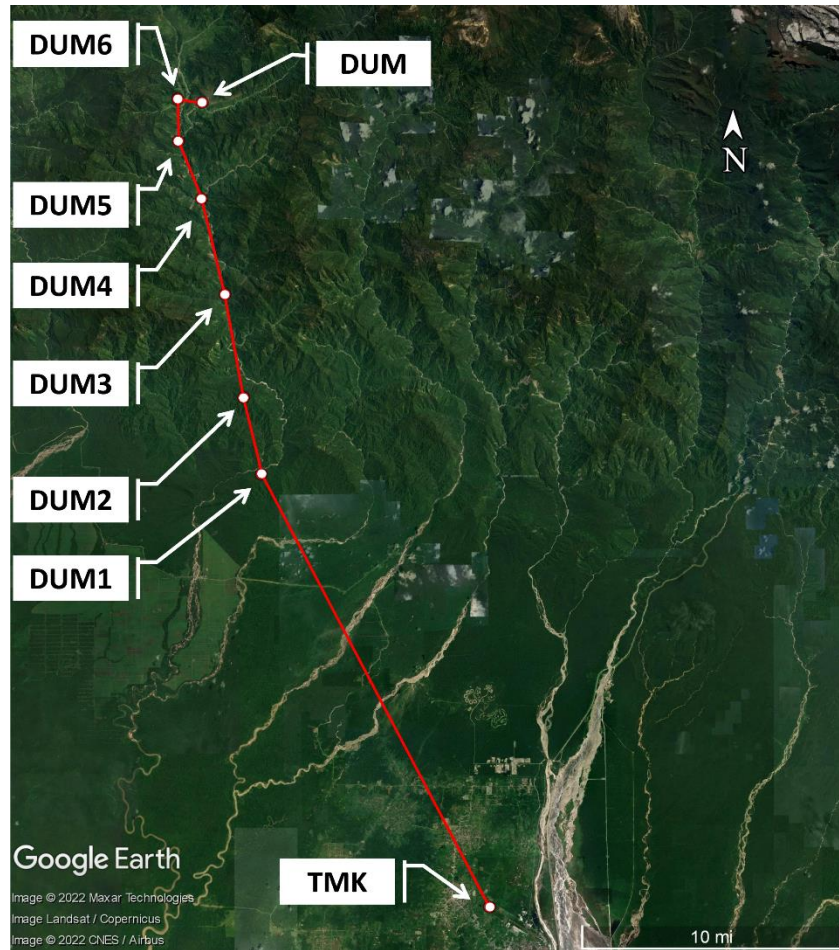 DUM6
DUM
N
DUM5
DUM4
DUM3
DUM2
DUM1
Google Earth
TMK
Image © 2022 Maxar Technologies
Image Landsat / Copernicus
Image © 2022 CNES / Airbus
10 mi